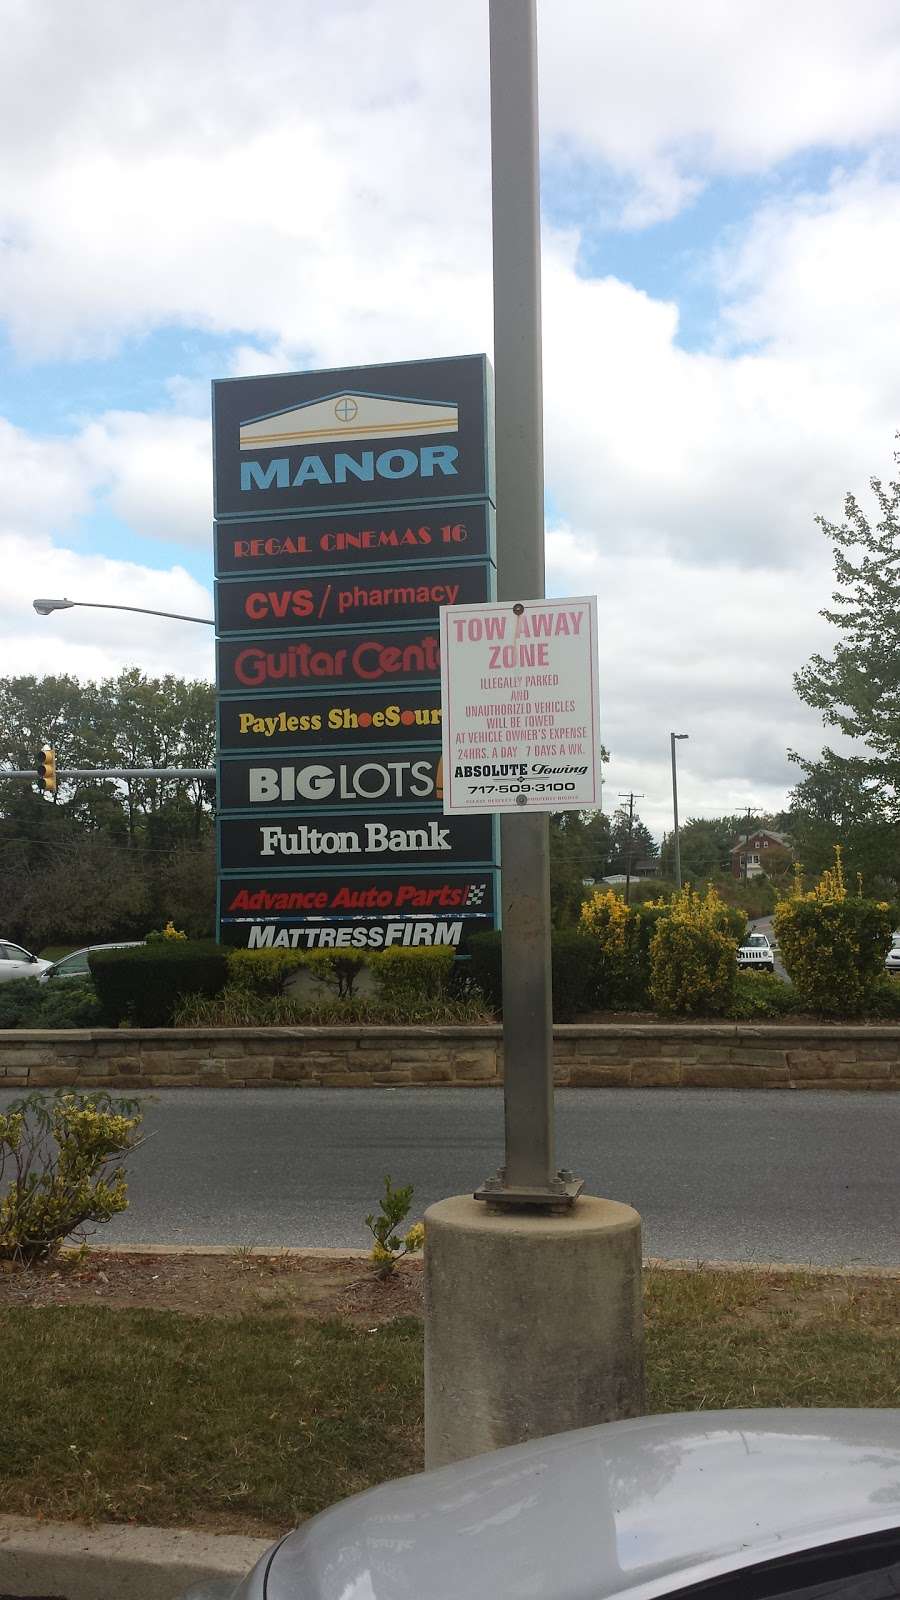 MANOR
REGAL CINEMAS 16
CVS/pharmacy
Guitar Cent
Payless ShoeSour
BIG LOTS!
Fulton Bank
Advance Auto Parts
MATTRESSFIRM
TOW AWAY
ZONE
ILLEGALLY PARKED
AND
UNAUTHORIZED VEHICLES
WILL BE TOWED
AT VEHICLE OWNER'S EXPENSE
24HRS. A DAY 7 DAYS A WK.
ABSOLUTE Towing
717-509-3100